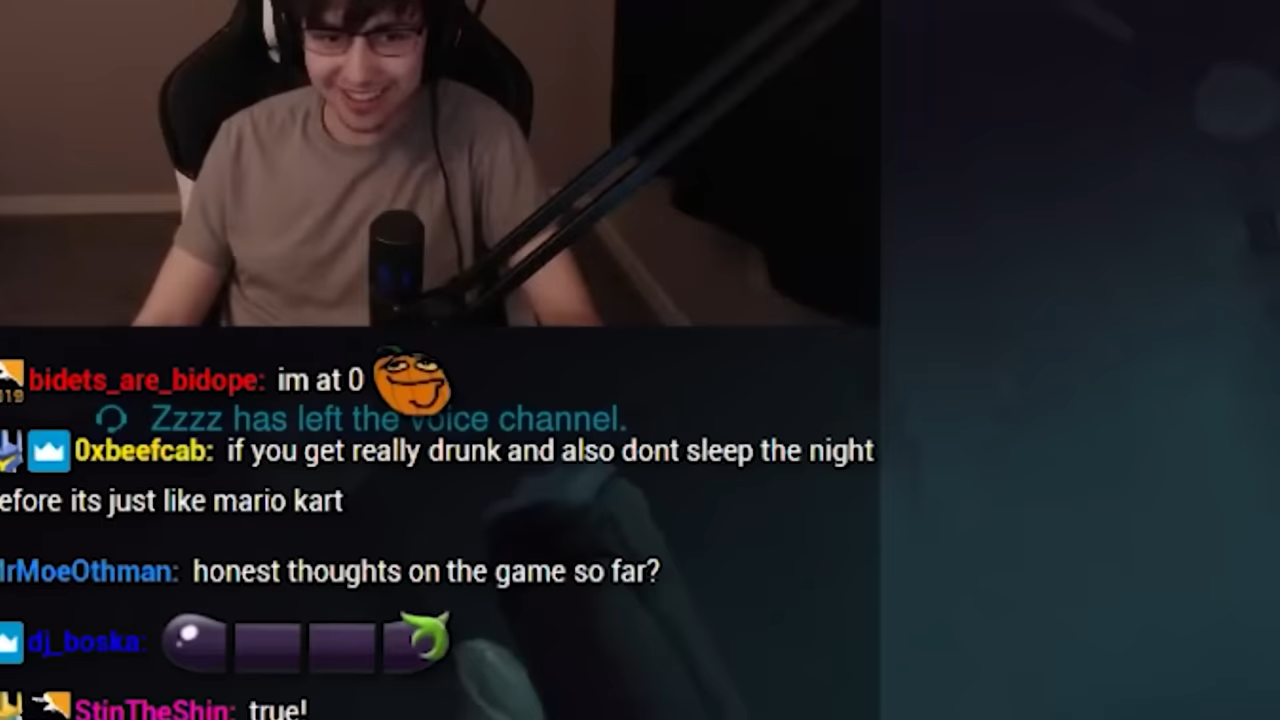 bidets_are_bidope: im at 0
Zzzz has left the voice channel.
0xbeefcab: if you get really drunk and also dont sleep the night
efore its just like mario kart
MrMoeOthman: honest thoughts on the game so far?
dj_boska:
StinTheShin: true!